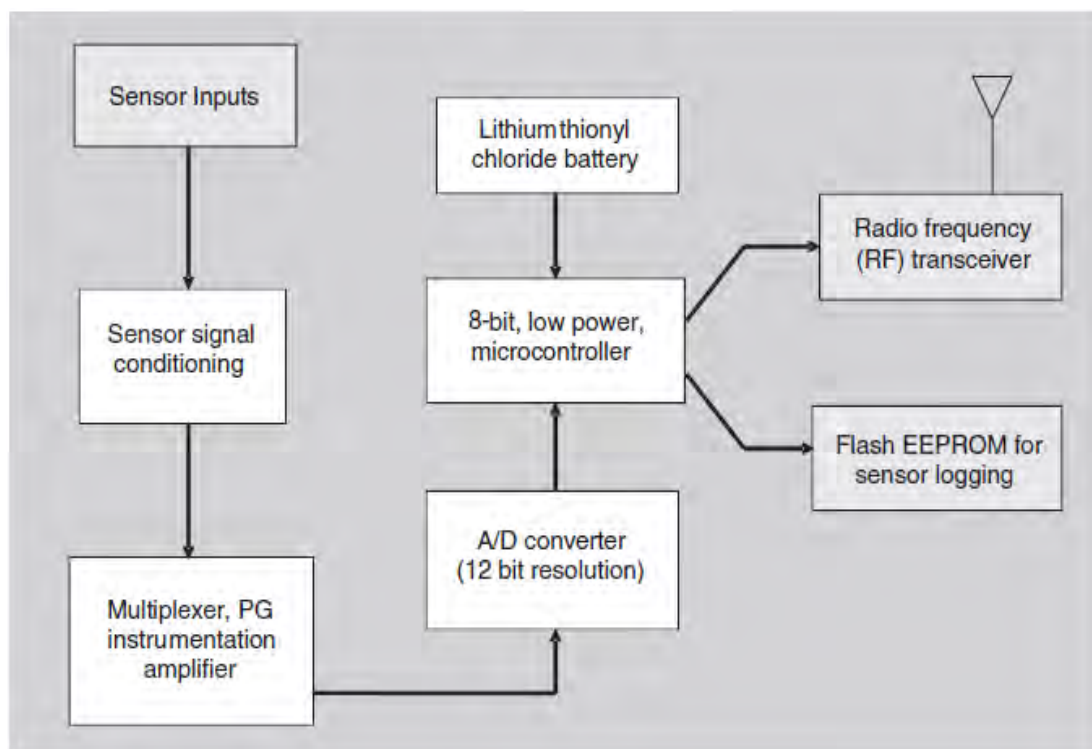 Sensor Inputs
Sensor signal
conditioning
Multiplexer, PG
instrumentation
amplifier
Lithium thionyl
chloride battery
8-bit, low power,
microcontroller
A/D converter
(12 bit resolution)
Radio frequency
(RF) transceiver
Flash EEPROM for
sensor logging